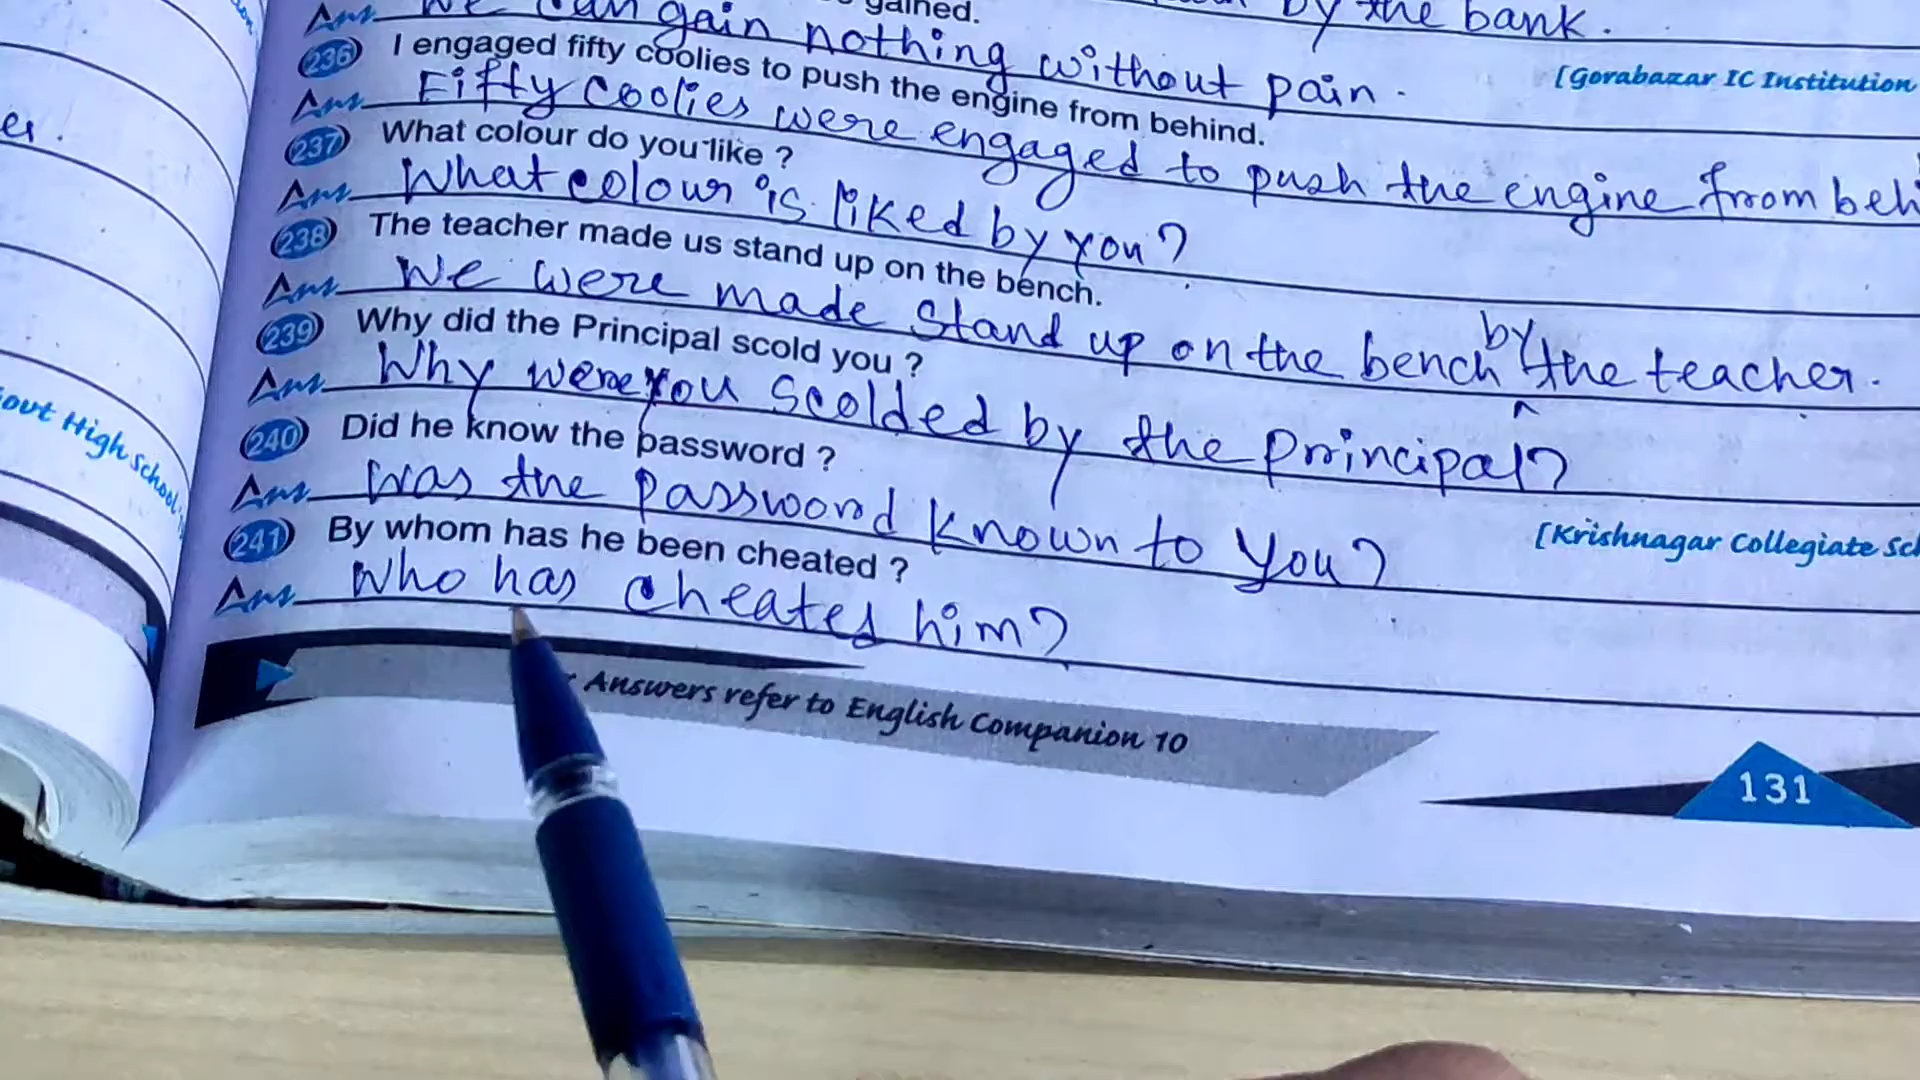 gained.
by the bank.
Ans. We can gain nothing without pain.
236 I engaged fifty coolies to push the engine from behind.
[Gorabazar IC Institution
Ans. Fifty coolies were engaged to push the engine from beh
er.
237 What colour do you like ?
Ans. What colour is liked by you?
238 The teacher made us stand up on the bench.
Ans. We were made stand up on the bench by the teacher.
239 Why did the Principal scold you ?
Ans. Why were you scolded by the principal?
out High School
240 Did he know the password ?
Ans. Was the password known to you?
[Krishnagar Collegiate Sch
241 By whom has he been cheated ?
Ans. Who has cheated him?
Answers refer to English Companion 10
131